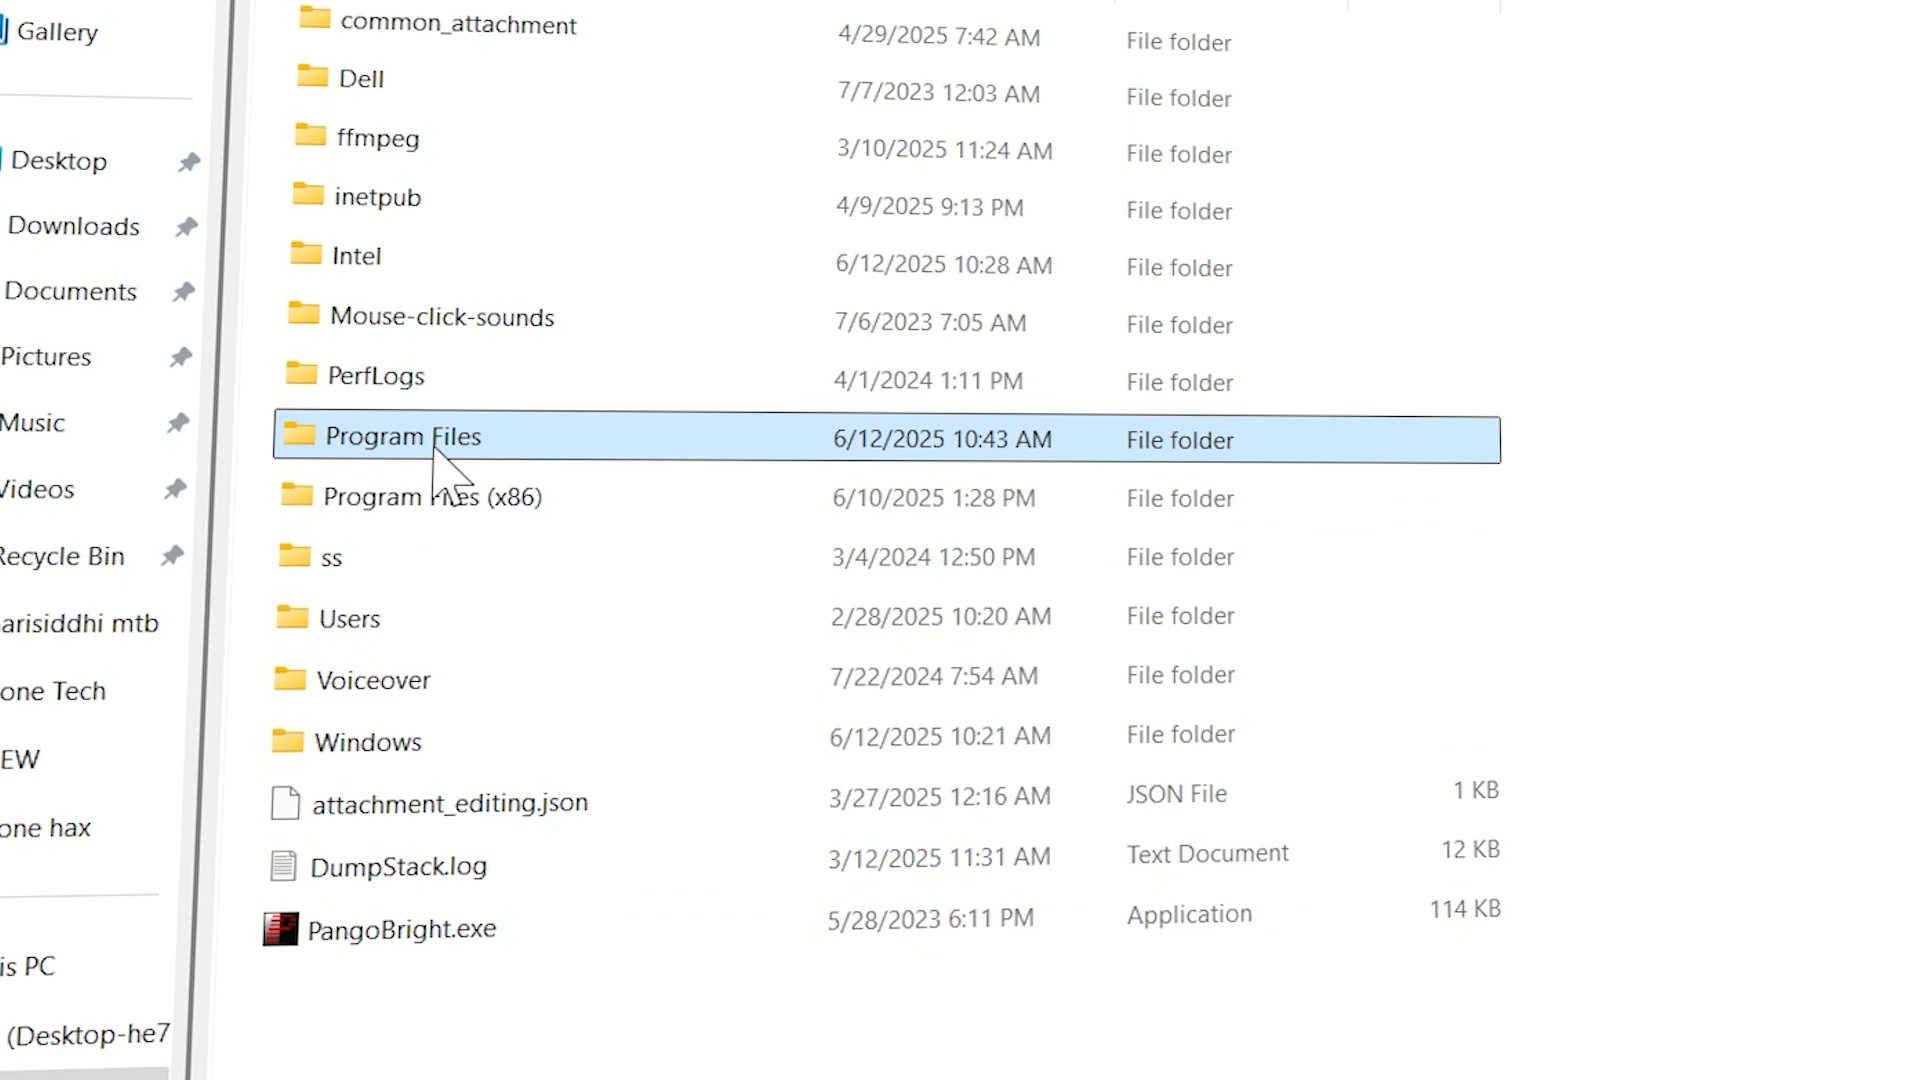 Gallery
Desktop
Downloads
Documents
Pictures
Music
Videos
Recycle Bin
arisiddhi mtb
one Tech
EW
one hax
is PC
(Desktop-he7
common_attachment 4/29/2025 7:42 AM File folder
Dell 7/7/2023 12:03 AM File folder
ffmpeg 3/10/2025 11:24 AM File folder
inetpub 4/9/2025 9:13 PM File folder
Intel 6/12/2025 10:28 AM File folder
Mouse-click-sounds 7/6/2023 7:05 AM File folder
PerfLogs 4/1/2024 1:11 PM File folder
Program Files 6/12/2025 10:43 AM File folder
Program Files (x86) 6/10/2025 1:28 PM File folder
ss 3/4/2024 12:50 PM File folder
Users 2/28/2025 10:20 AM File folder
Voiceover 7/22/2024 7:54 AM File folder
Windows 6/12/2025 10:21 AM File folder
attachment_editing.json 3/27/2025 12:16 AM JSON File 1 KB
DumpStack.log 3/12/2025 11:31 AM Text Document 12 KB
PangoBright.exe 5/28/2023 6:11 PM Application 114 KB